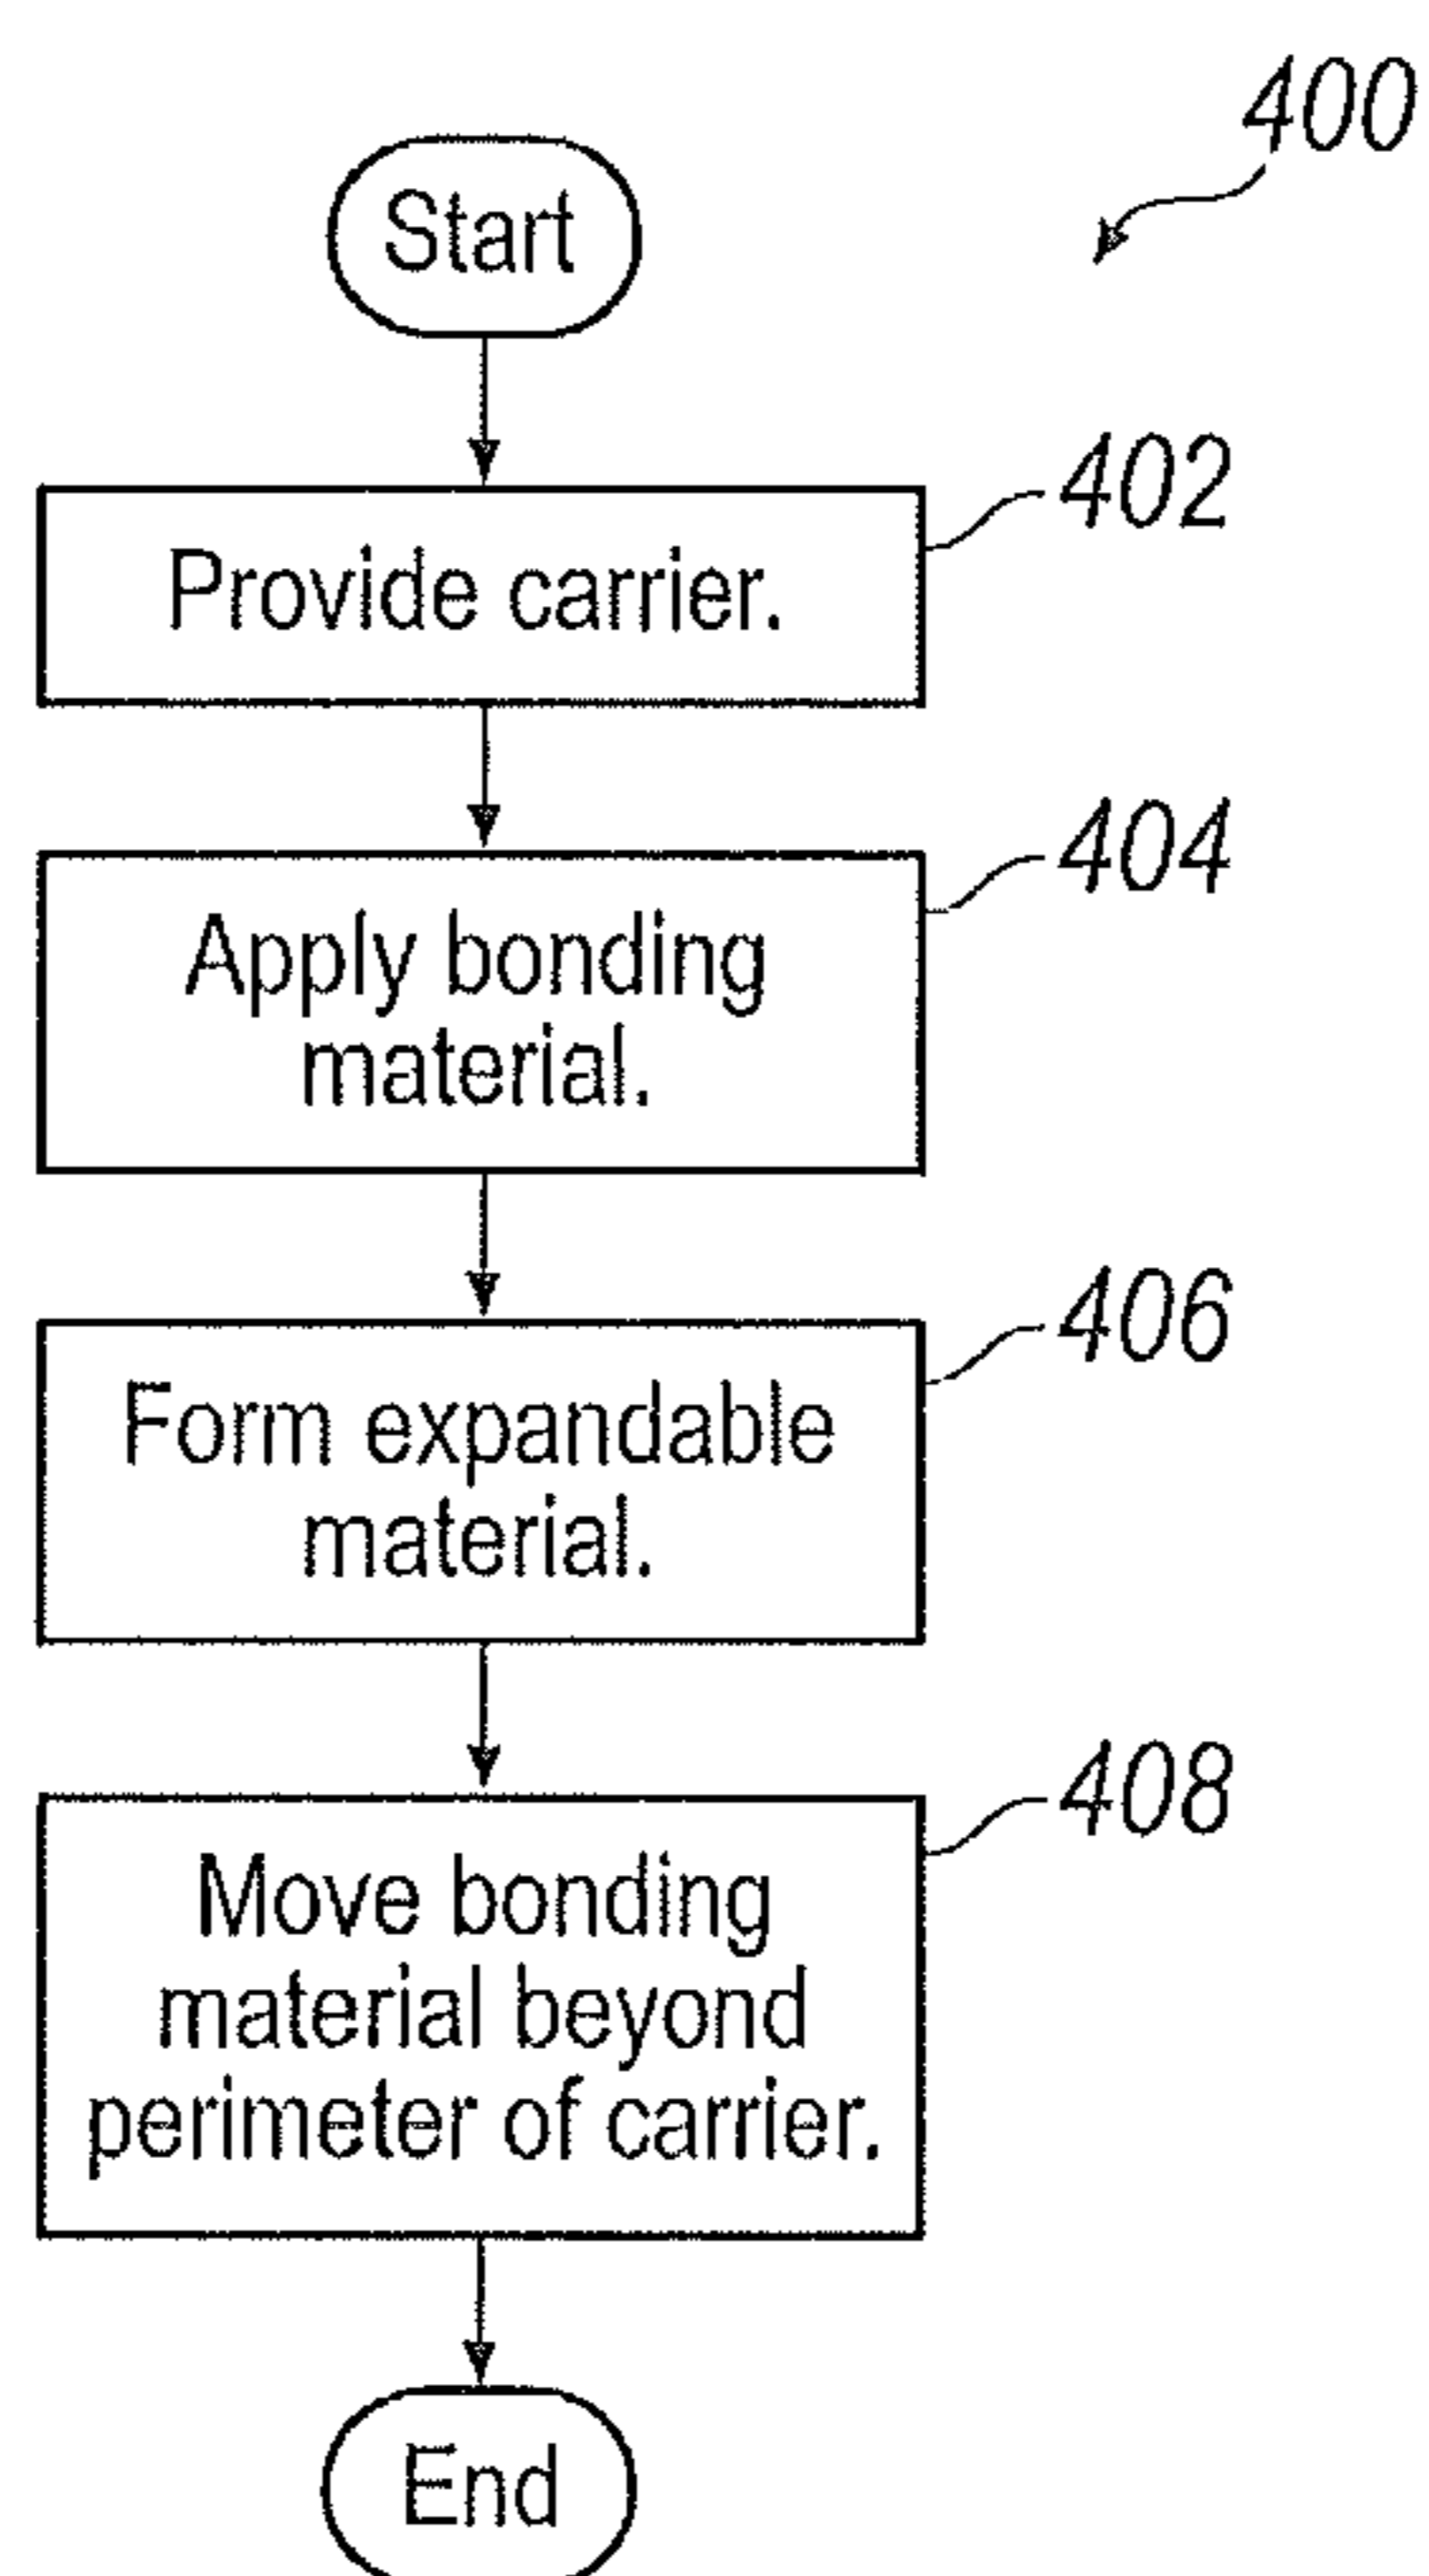 400
Start
402
Provide carrier.
404
Apply bonding
material.
406
Form expandable
material.
408
Move bonding
material beyond
perimeter of carrier.
End